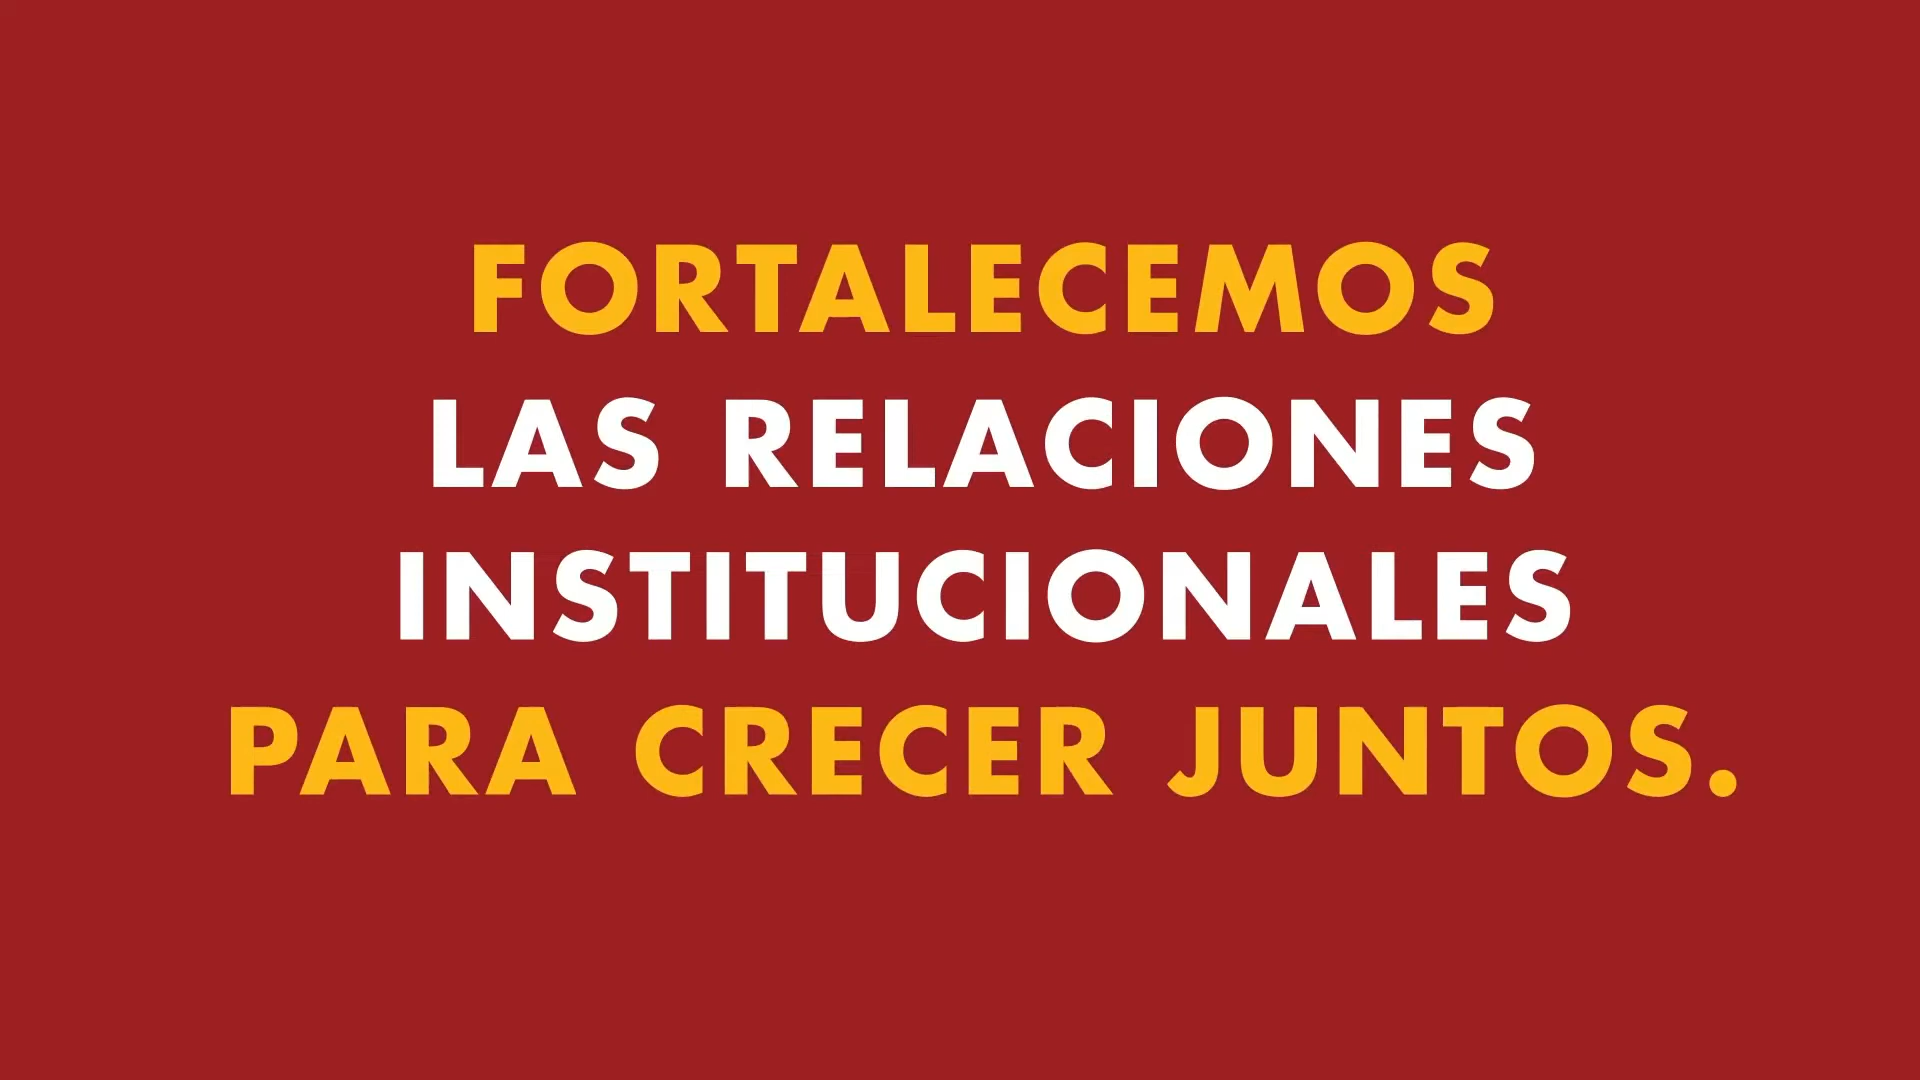 FORTALECEMOS
LAS RELACIONES
INSTITUCIONALES
PARA CRECER JUNTOS.